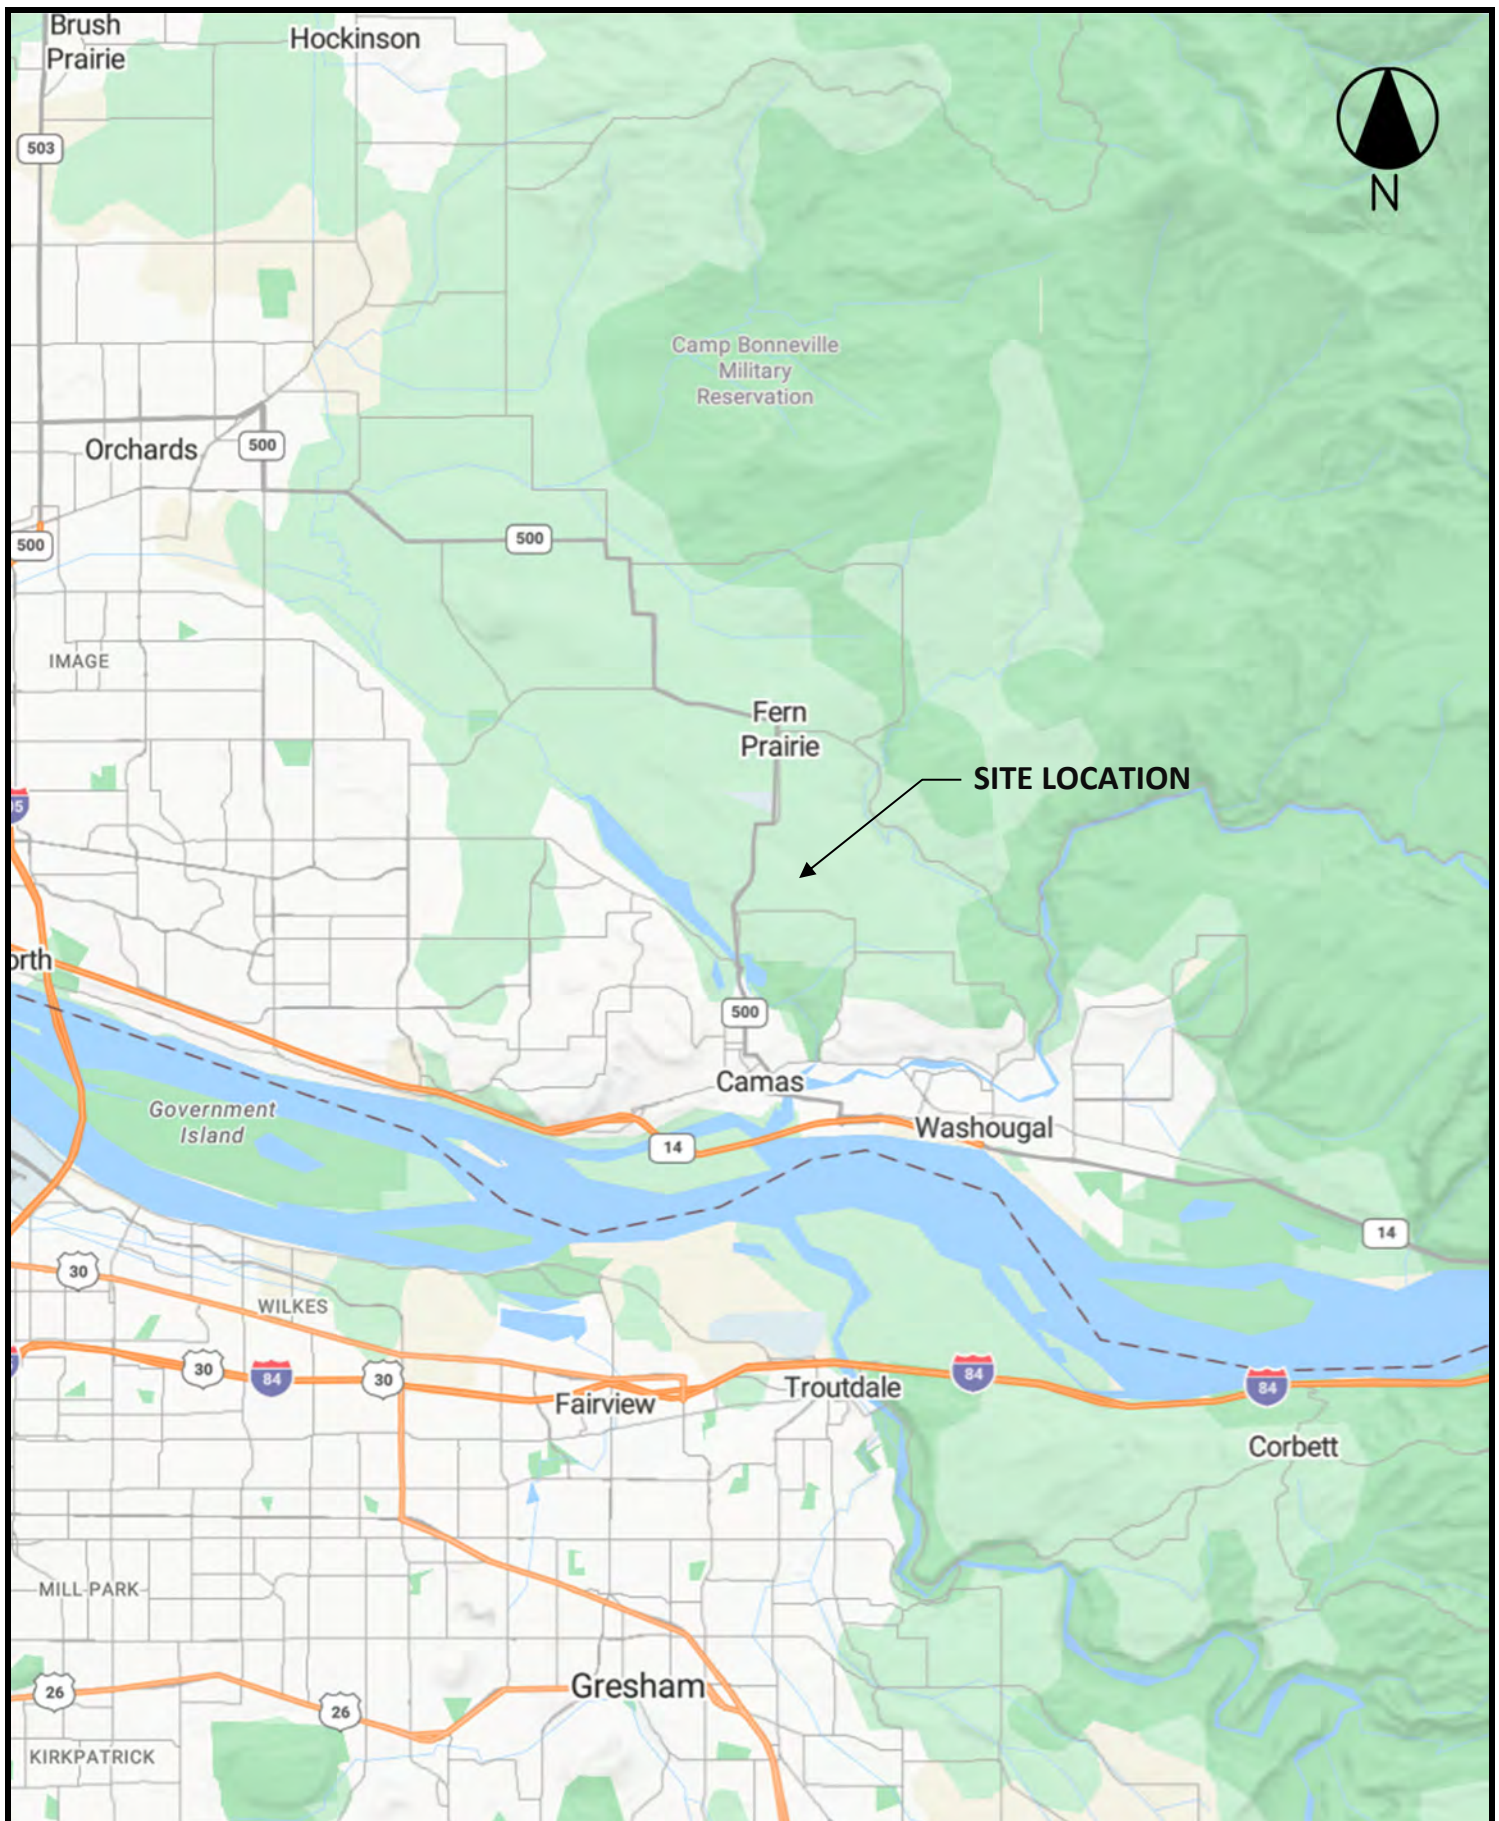 Brush
Prairie
Hockinson
503
N
Camp Bonneville
Military
Reservation
Orchards
500
500
500
IMAGE
Fern
Prairie
SITE LOCATION
5
orth
500
Camas
Government
Island
Washougal
14
14
30
WILKES
30
84
30
84
84
Fairview
Troutdale
Corbett
MILL PARK
Gresham
26
26
KIRKPATRICK